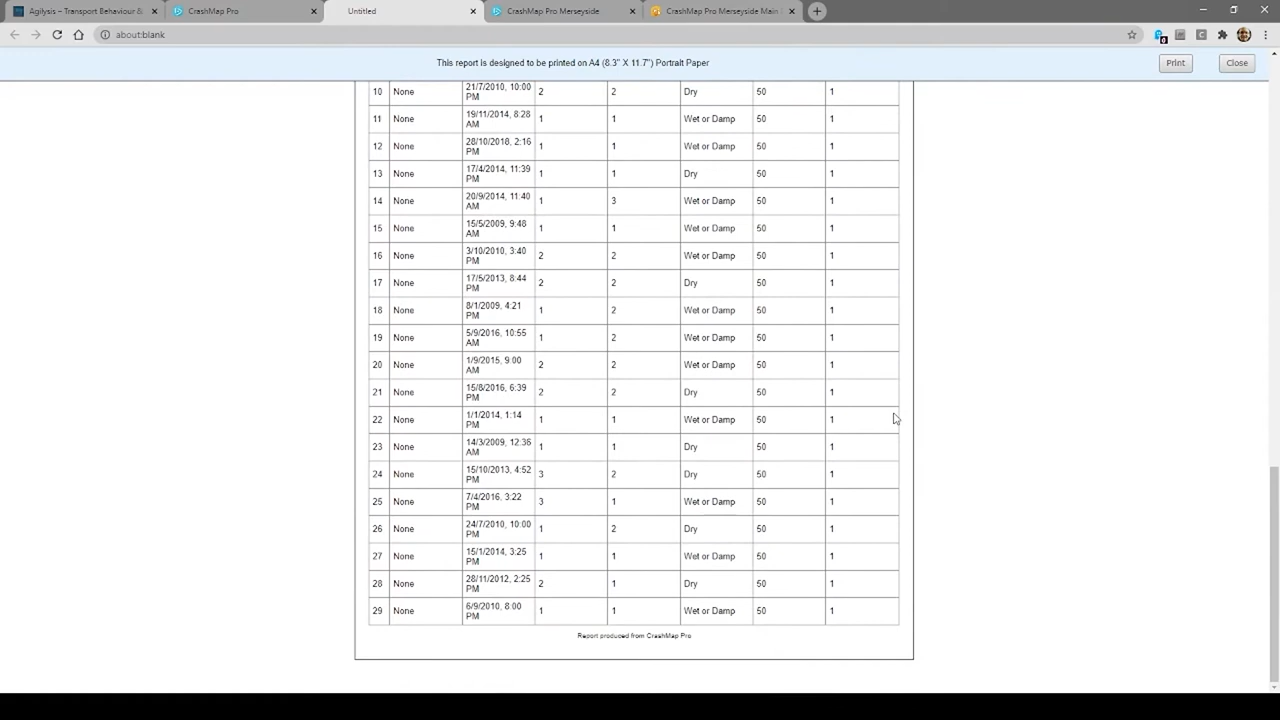 Agilysis – Transport Behaviour &
CrashMap Pro
Untitled
CrashMap Pro Merseyside
CrashMap Pro Merseyside Main
about:blank
This report is designed to be printed on A4 (8.3" X 11.7") Portrait Paper
Print
Close
10 None 21/7/2010, 10:00 PM 2 2 Dry 50 1
11 None 19/11/2014, 8:28 AM 1 1 Wet or Damp 50 1
12 None 28/10/2018, 2:16 PM 1 1 Wet or Damp 50 1
13 None 17/4/2014, 11:39 PM 1 1 Dry 50 1
14 None 20/9/2014, 11:40 AM 1 3 Wet or Damp 50 1
15 None 15/5/2009, 9:48 AM 1 1 Wet or Damp 50 1
16 None 3/10/2010, 3:40 PM 2 2 Wet or Damp 50 1
17 None 17/5/2013, 8:44 PM 2 2 Dry 50 1
18 None 8/1/2009, 4:21 PM 1 2 Wet or Damp 50 1
19 None 5/9/2016, 10:55 AM 1 2 Wet or Damp 50 1
20 None 1/9/2015, 9:00 AM 2 2 Wet or Damp 50 1
21 None 15/8/2016, 6:39 PM 2 2 Dry 50 1
22 None 1/1/2014, 1:14 PM 1 1 Wet or Damp 50 1
23 None 14/3/2009, 12:36 AM 1 1 Dry 50 1
24 None 15/10/2013, 4:52 PM 3 2 Dry 50 1
25 None 7/4/2016, 3:22 PM 3 1 Wet or Damp 50 1
26 None 24/7/2010, 10:00 PM 1 2 Dry 50 1
27 None 15/1/2014, 3:25 PM 1 1 Wet or Damp 50 1
28 None 28/11/2012, 2:25 PM 2 1 Dry 50 1
29 None 6/9/2010, 8:00 PM 1 1 Wet or Damp 50 1
Report produced from CrashMap Pro